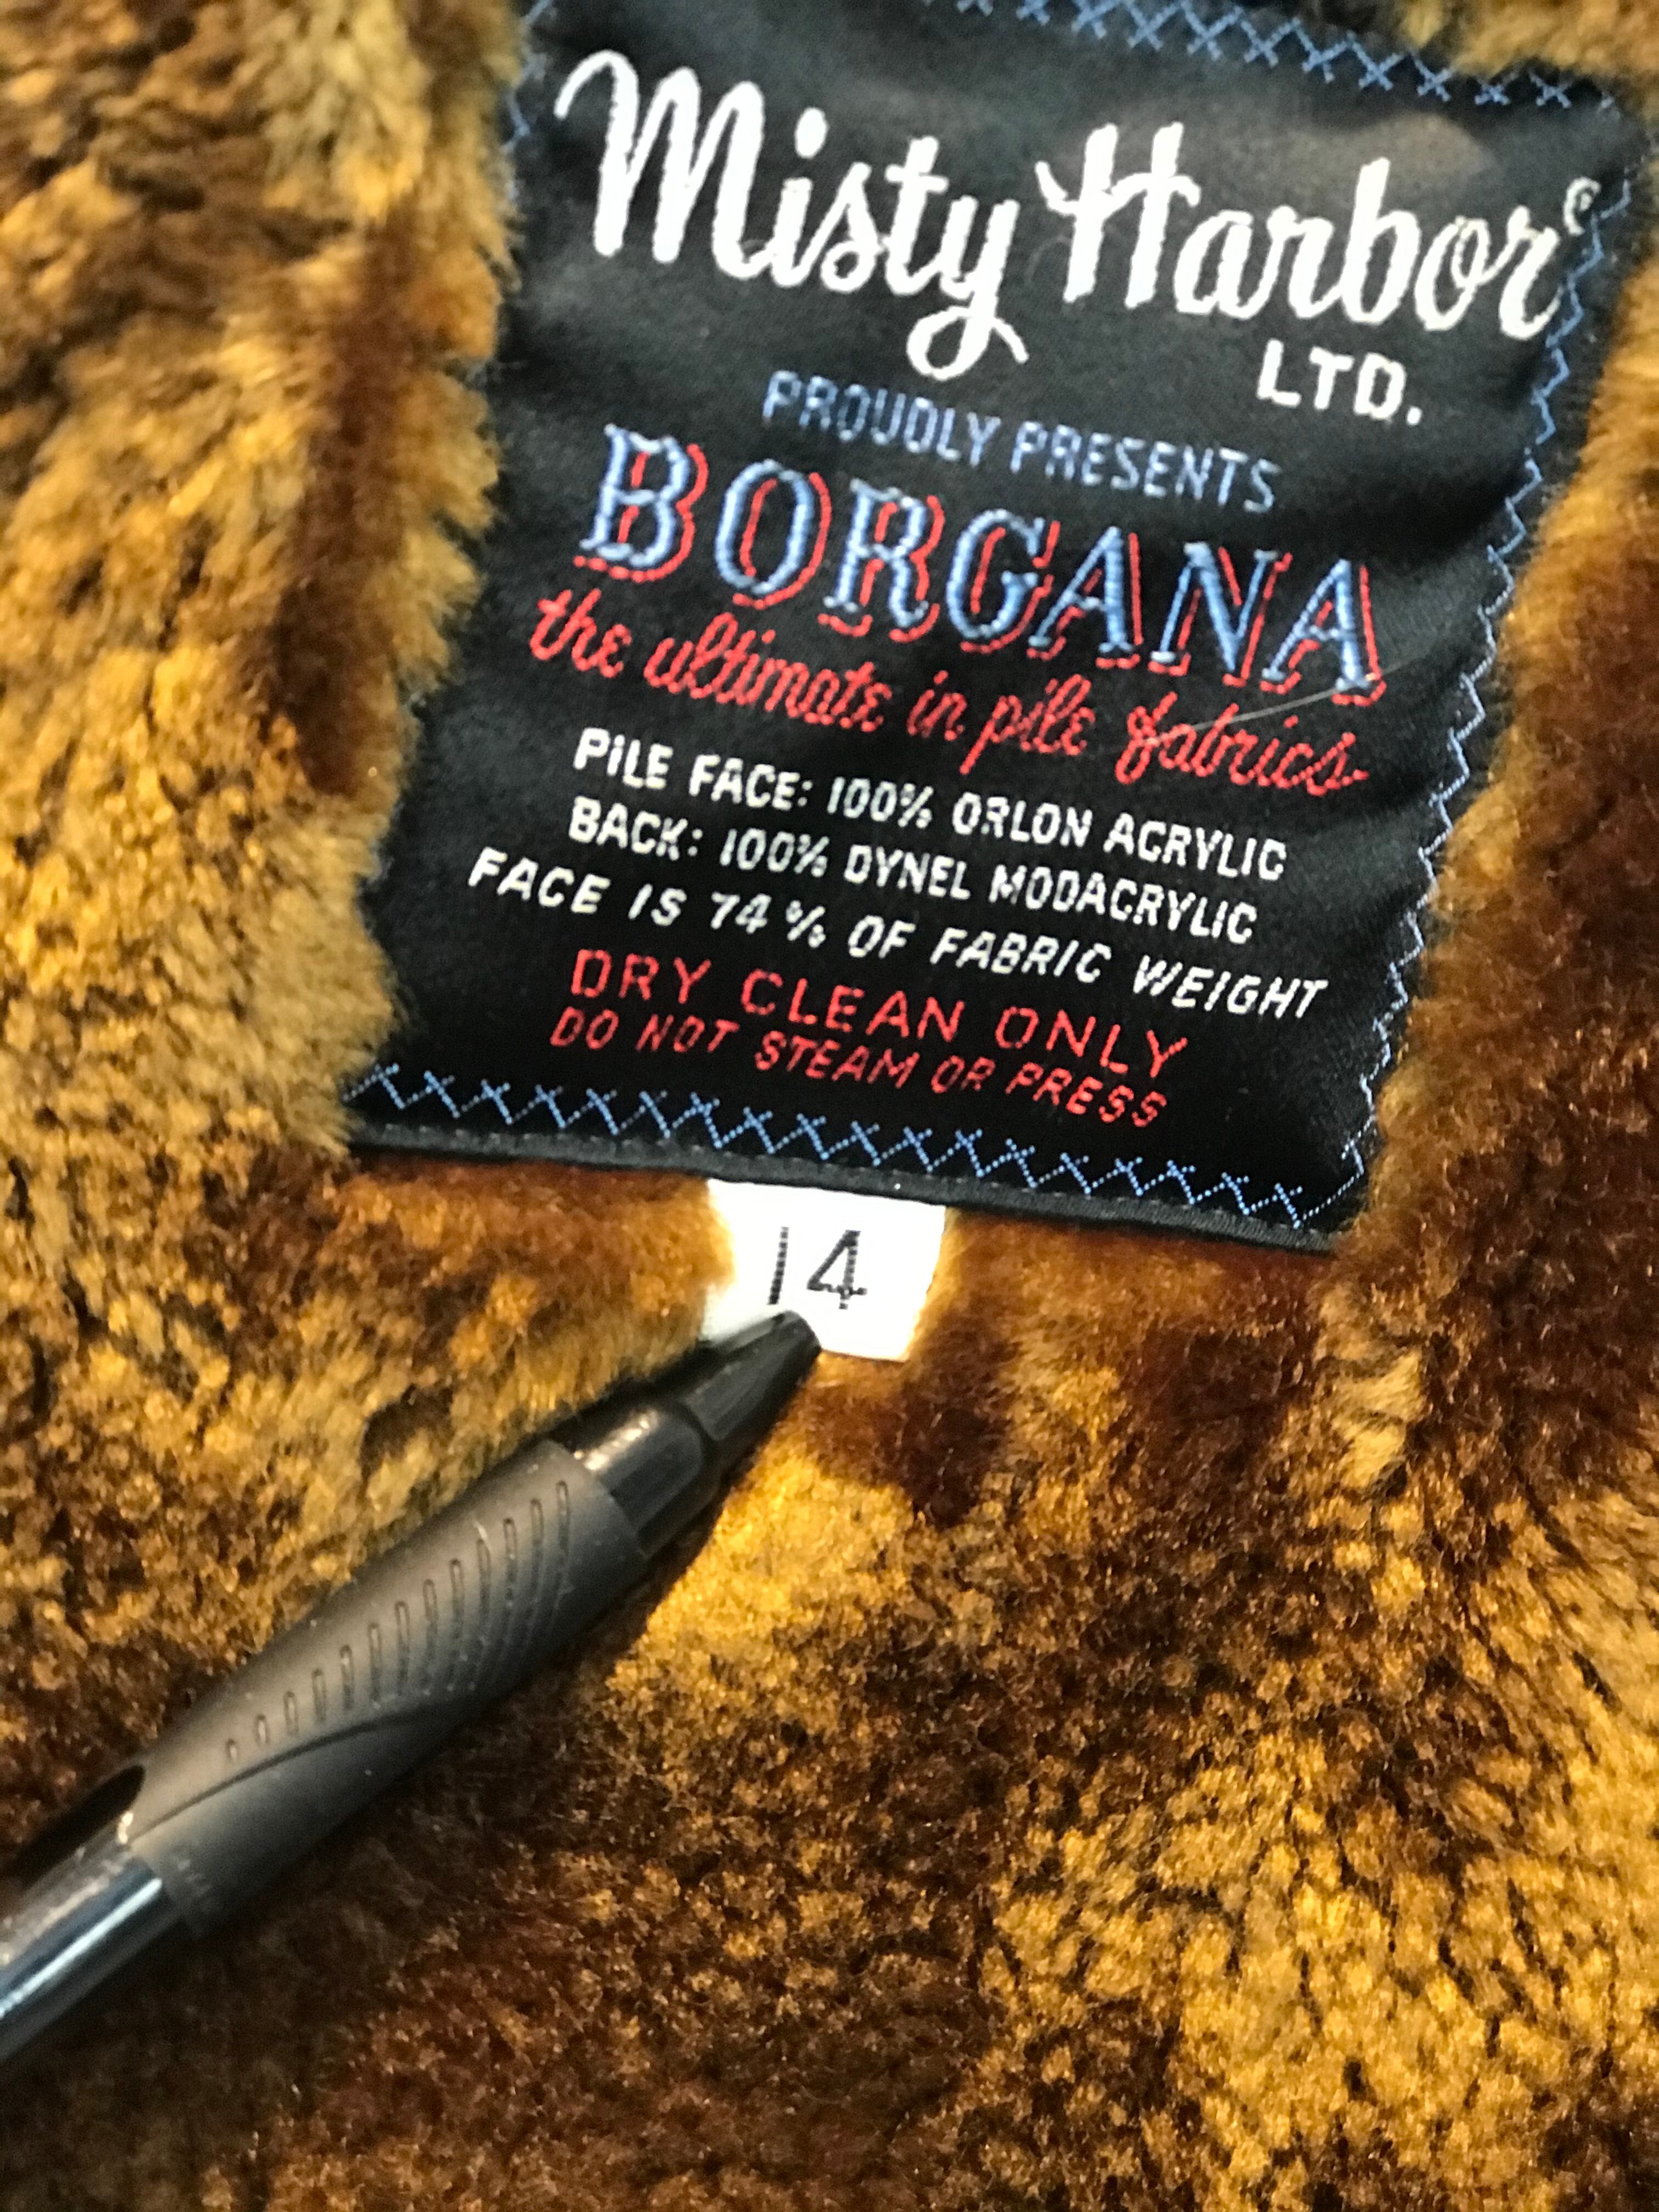 Misty Harbor
LTD.
PROUDLY PRESENTS
BORGANA
the ultimate in pile fabrics
PILE FACE: 100% ORLON ACRYLIC
BACK: 100% DYNEL MODACRYLIC
FACE IS 74% OF FABRIC WEIGHT
DRY CLEAN ONLY
DO NOT STEAM OR PRESS
14